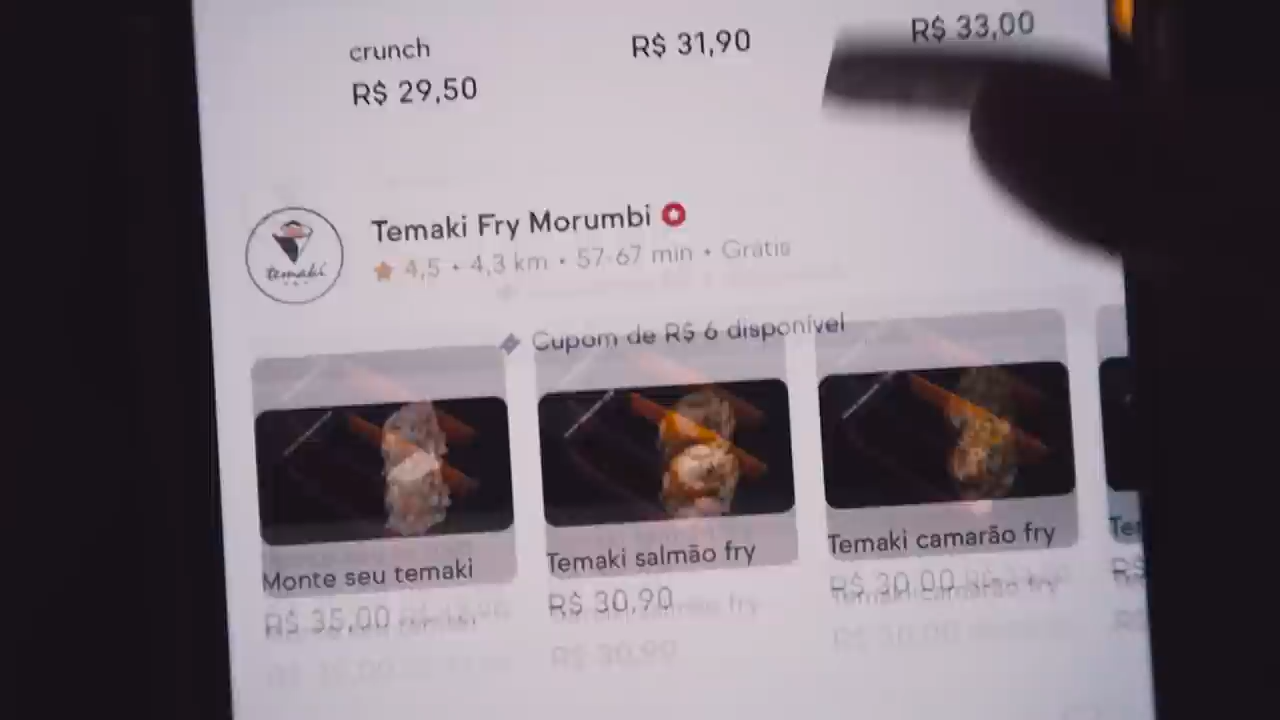 crunch
R$ 29,50
R$ 31,90
R$ 33,00
temaki
Temaki Fry Morumbi
4,5 • 4,3 km • 57-67 min • Grátis
Cupom de R$ 6 disponível
Monte seu temaki
R$ 35,00
Temaki salmão fry
R$ 30,90
Temaki camarão fry
R$ 30,00
R$